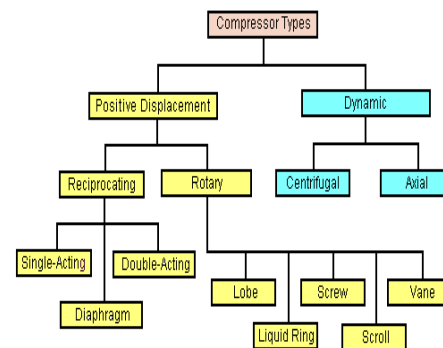 Compressor Types
Positive Displacement
Dynamic
Reciprocating
Rotary
Centrifugal
Axial
Single-Acting
Double-Acting
Diaphragm
Lobe
Screw
Vane
Liquid Ring
Scroll